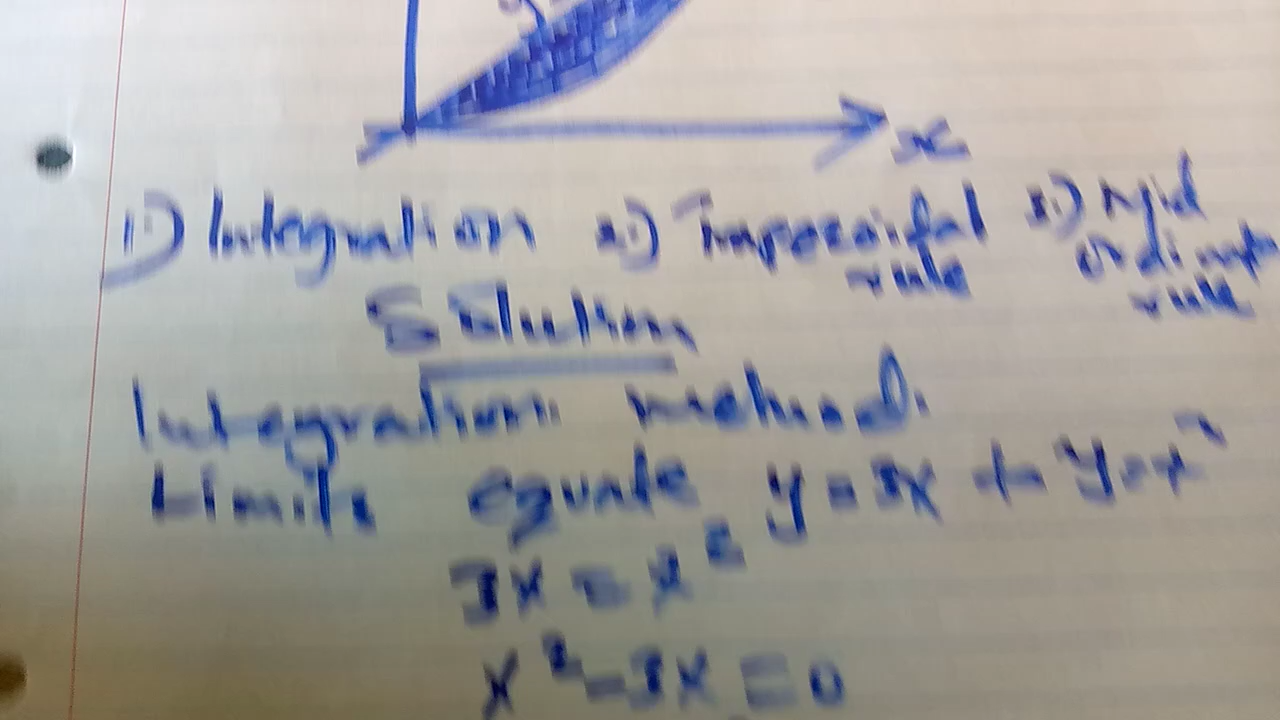 x
1.) Integration 2.) Trapezoidal rule 3.) Mid ordinate rule
Solution
Integration method.
Limits equate y = 3x to y = x²
3x = x²
x² - 3x = 0